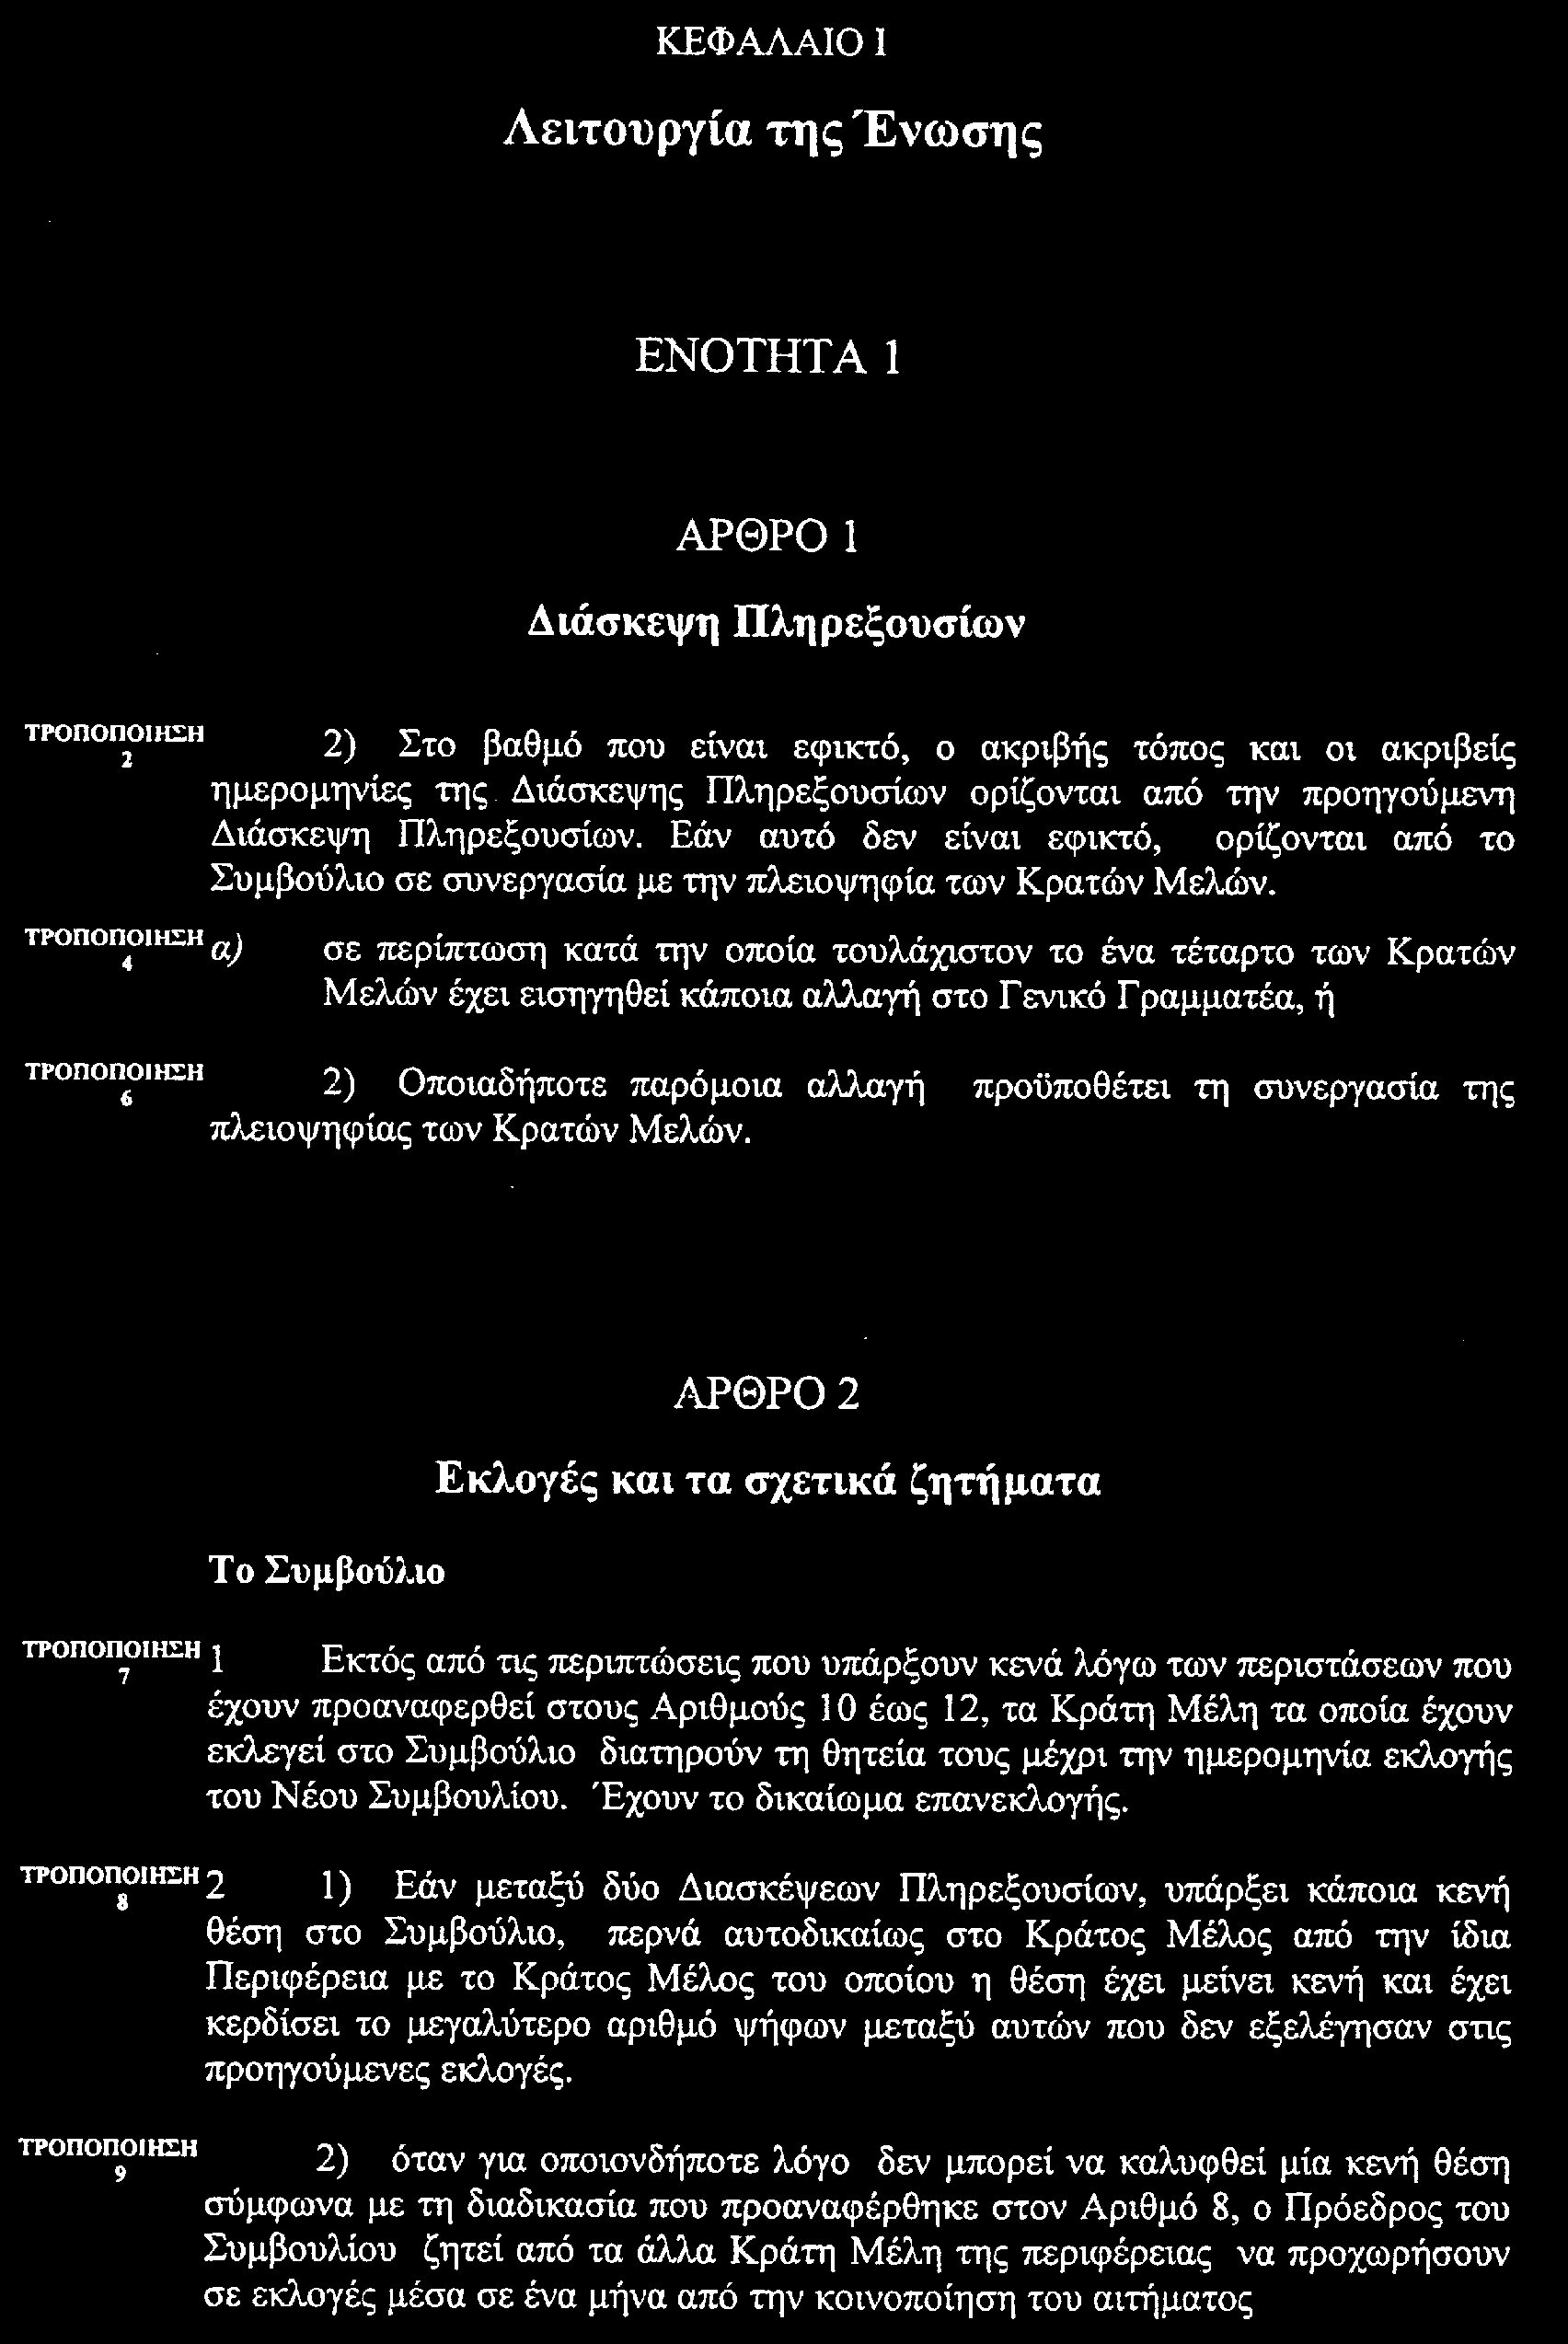 ΚΕΦΑΛΑΙΟ 1
Λειτουργία της Ένωσης
ΕΝΟΤΗΤΑ 1
ΑΡΘΡΟ 1
Διάσκεψη Πληρεξουσίων
ΤΡΟΠΟΠΟΙΗΣΗ 2 2) Στο βαθμό που είναι εφικτό, ο ακριβής τόπος και οι ακριβείς
ημερομηνίες της Διάσκεψης Πληρεξουσίων ορίζονται από την προηγούμενη
Διάσκεψη Πληρεξουσίων. Εάν αυτό δεν είναι εφικτό, ορίζονται από το
Συμβούλιο σε συνεργασία με την πλειοψηφία των Κρατών Μελών.
ΤΡΟΠΟΠΟΙΗΣΗ 4 α) σε περίπτωση κατά την οποία τουλάχιστον το ένα τέταρτο των Κρατών
Μελών έχει εισηγηθεί κάποια αλλαγή στο Γενικό Γραμματέα, ή
ΤΡΟΠΟΠΟΙΗΣΗ 6 2) Οποιαδήποτε παρόμοια αλλαγή προϋποθέτει τη συνεργασία της
πλειοψηφίας των Κρατών Μελών.
ΑΡΘΡΟ 2
Εκλογές και τα σχετικά ζητήματα
Το Συμβούλιο
ΤΡΟΠΟΠΟΙΗΣΗ 7 1 Εκτός από τις περιπτώσεις που υπάρξουν κενά λόγω των περιστάσεων που
έχουν προαναφερθεί στους Αριθμούς 10 έως 12, τα Κράτη Μέλη τα οποία έχουν
εκλεγεί στο Συμβούλιο διατηρούν τη θητεία τους μέχρι την ημερομηνία εκλογής
του Νέου Συμβουλίου. Έχουν το δικαίωμα επανεκλογής.
ΤΡΟΠΟΠΟΙΗΣΗ 8 2 1) Εάν μεταξύ δύο Διασκέψεων Πληρεξουσίων, υπάρξει κάποια κενή
θέση στο Συμβούλιο, περνά αυτοδικαίως στο Κράτος Μέλος από την ίδια
Περιφέρεια με το Κράτος Μέλος του οποίου η θέση έχει μείνει κενή και έχει
κερδίσει το μεγαλύτερο αριθμό ψήφων μεταξύ αυτών που δεν εξελέγησαν στις
προηγούμενες εκλογές.
ΤΡΟΠΟΠΟΙΗΣΗ 9 2) όταν για οποιονδήποτε λόγο δεν μπορεί να καλυφθεί μία κενή θέση
σύμφωνα με τη διαδικασία που προαναφέρθηκε στον Αριθμό 8, ο Πρόεδρος του
Συμβουλίου ζητεί από τα άλλα Κράτη Μέλη της περιφέρειας να προχωρήσουν
σε εκλογές μέσα σε ένα μήνα από την κοινοποίηση του αιτήματος